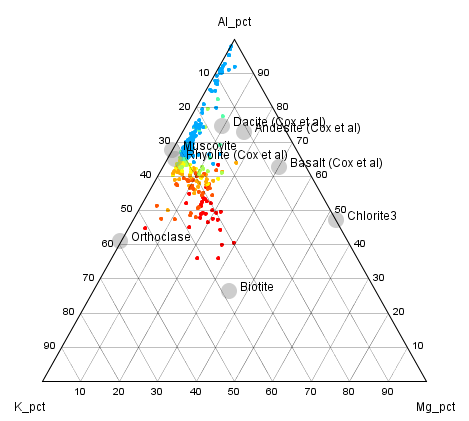 Al_pct
10 90
20 80
Dacite (Cox et al)
Andesite (Cox et al)
30 70
Muscovite
Rhyolite (Cox et al)
Basalt (Cox et al)
40 60
50 50
Chlorite3
60 40
Orthoclase
70 30
Biotite
80 20
90 10
10 20 30 40 50 60 70 80 90
K_pct Mg_pct